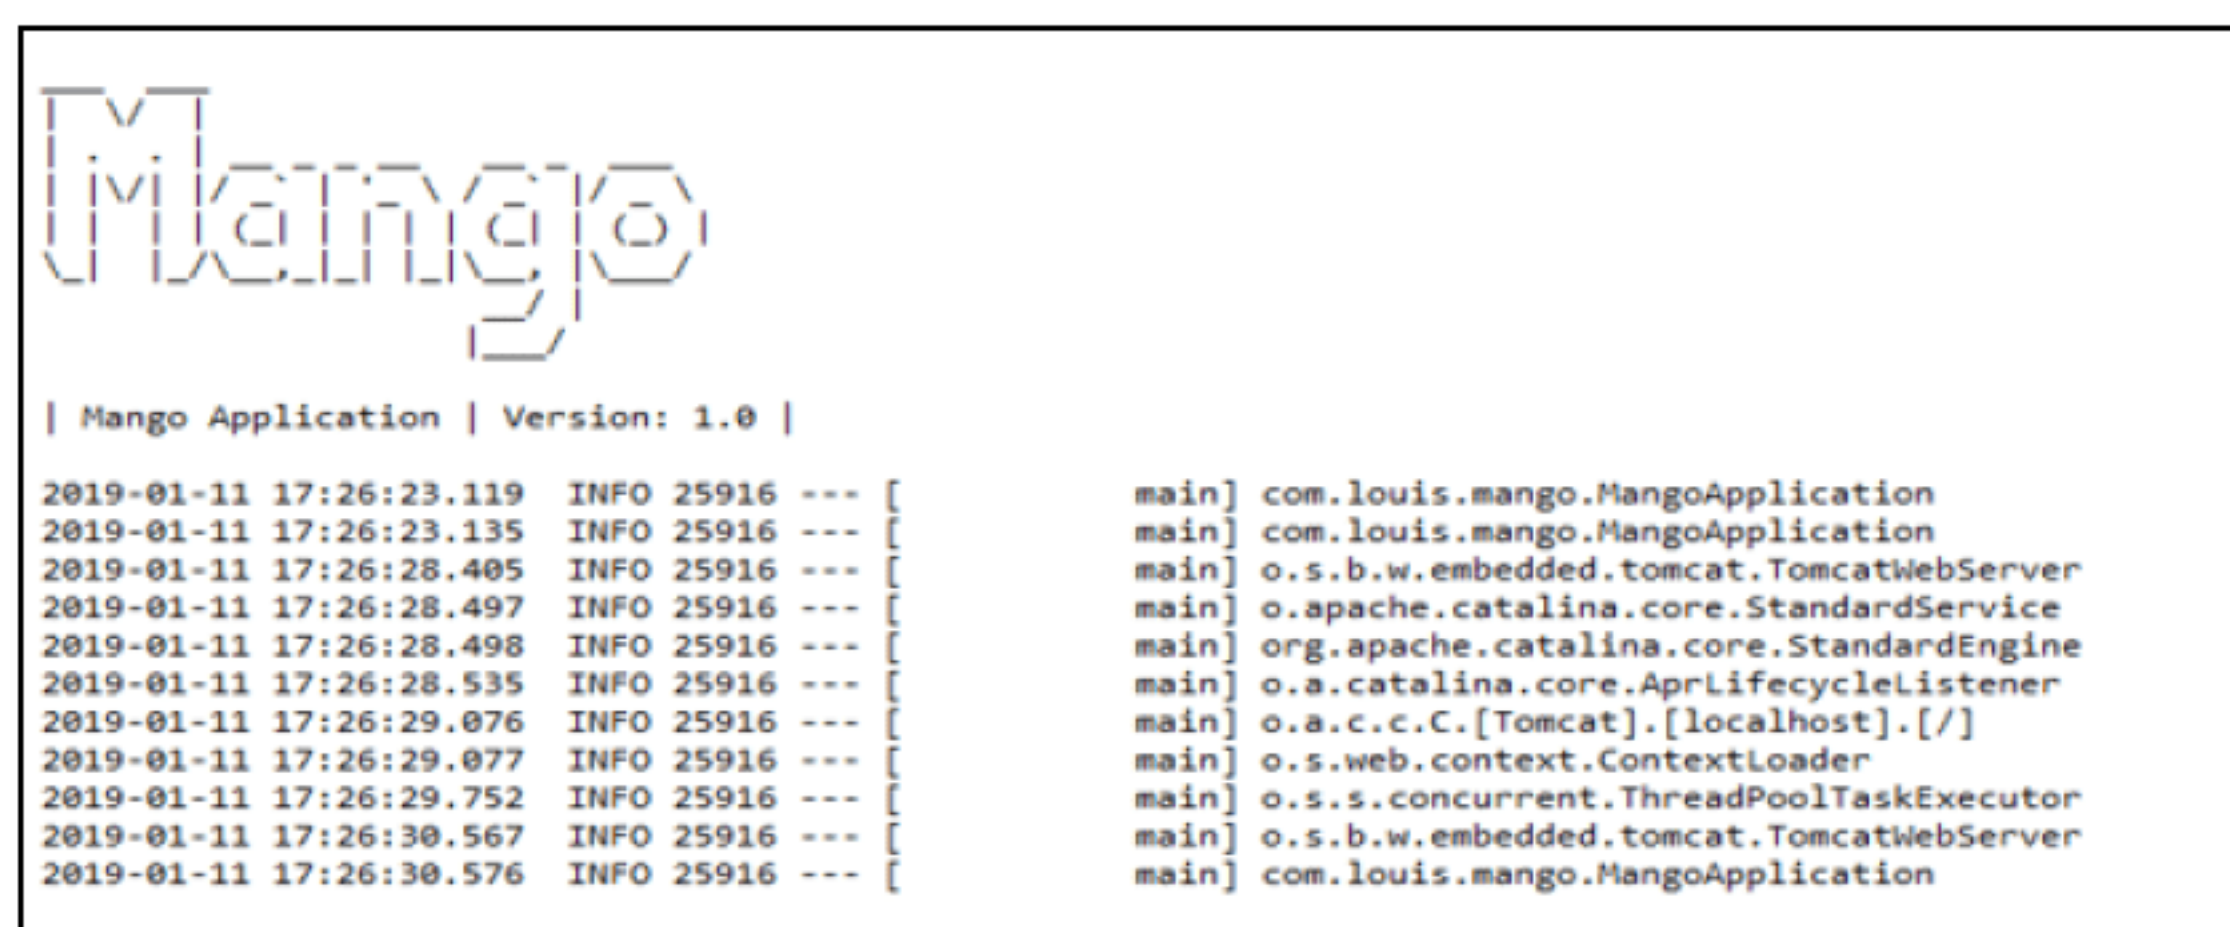 Mango
| Mango Application | Version: 1.0 |
2019-01-11 17:26:23.119  INFO 25916 --- [           main] com.louis.mango.MangoApplication
2019-01-11 17:26:23.135  INFO 25916 --- [           main] com.louis.mango.MangoApplication
2019-01-11 17:26:28.405  INFO 25916 --- [           main] o.s.b.w.embedded.tomcat.TomcatWebServer
2019-01-11 17:26:28.497  INFO 25916 --- [           main] o.apache.catalina.core.StandardService
2019-01-11 17:26:28.498  INFO 25916 --- [           main] org.apache.catalina.core.StandardEngine
2019-01-11 17:26:28.535  INFO 25916 --- [           main] o.a.catalina.core.AprLifecycleListener
2019-01-11 17:26:29.076  INFO 25916 --- [           main] o.a.c.c.C.[Tomcat].[localhost].[/]
2019-01-11 17:26:29.077  INFO 25916 --- [           main] o.s.web.context.ContextLoader
2019-01-11 17:26:29.752  INFO 25916 --- [           main] o.s.s.concurrent.ThreadPoolTaskExecutor
2019-01-11 17:26:30.567  INFO 25916 --- [           main] o.s.b.w.embedded.tomcat.TomcatWebServer
2019-01-11 17:26:30.576  INFO 25916 --- [           main] com.louis.mango.MangoApplication